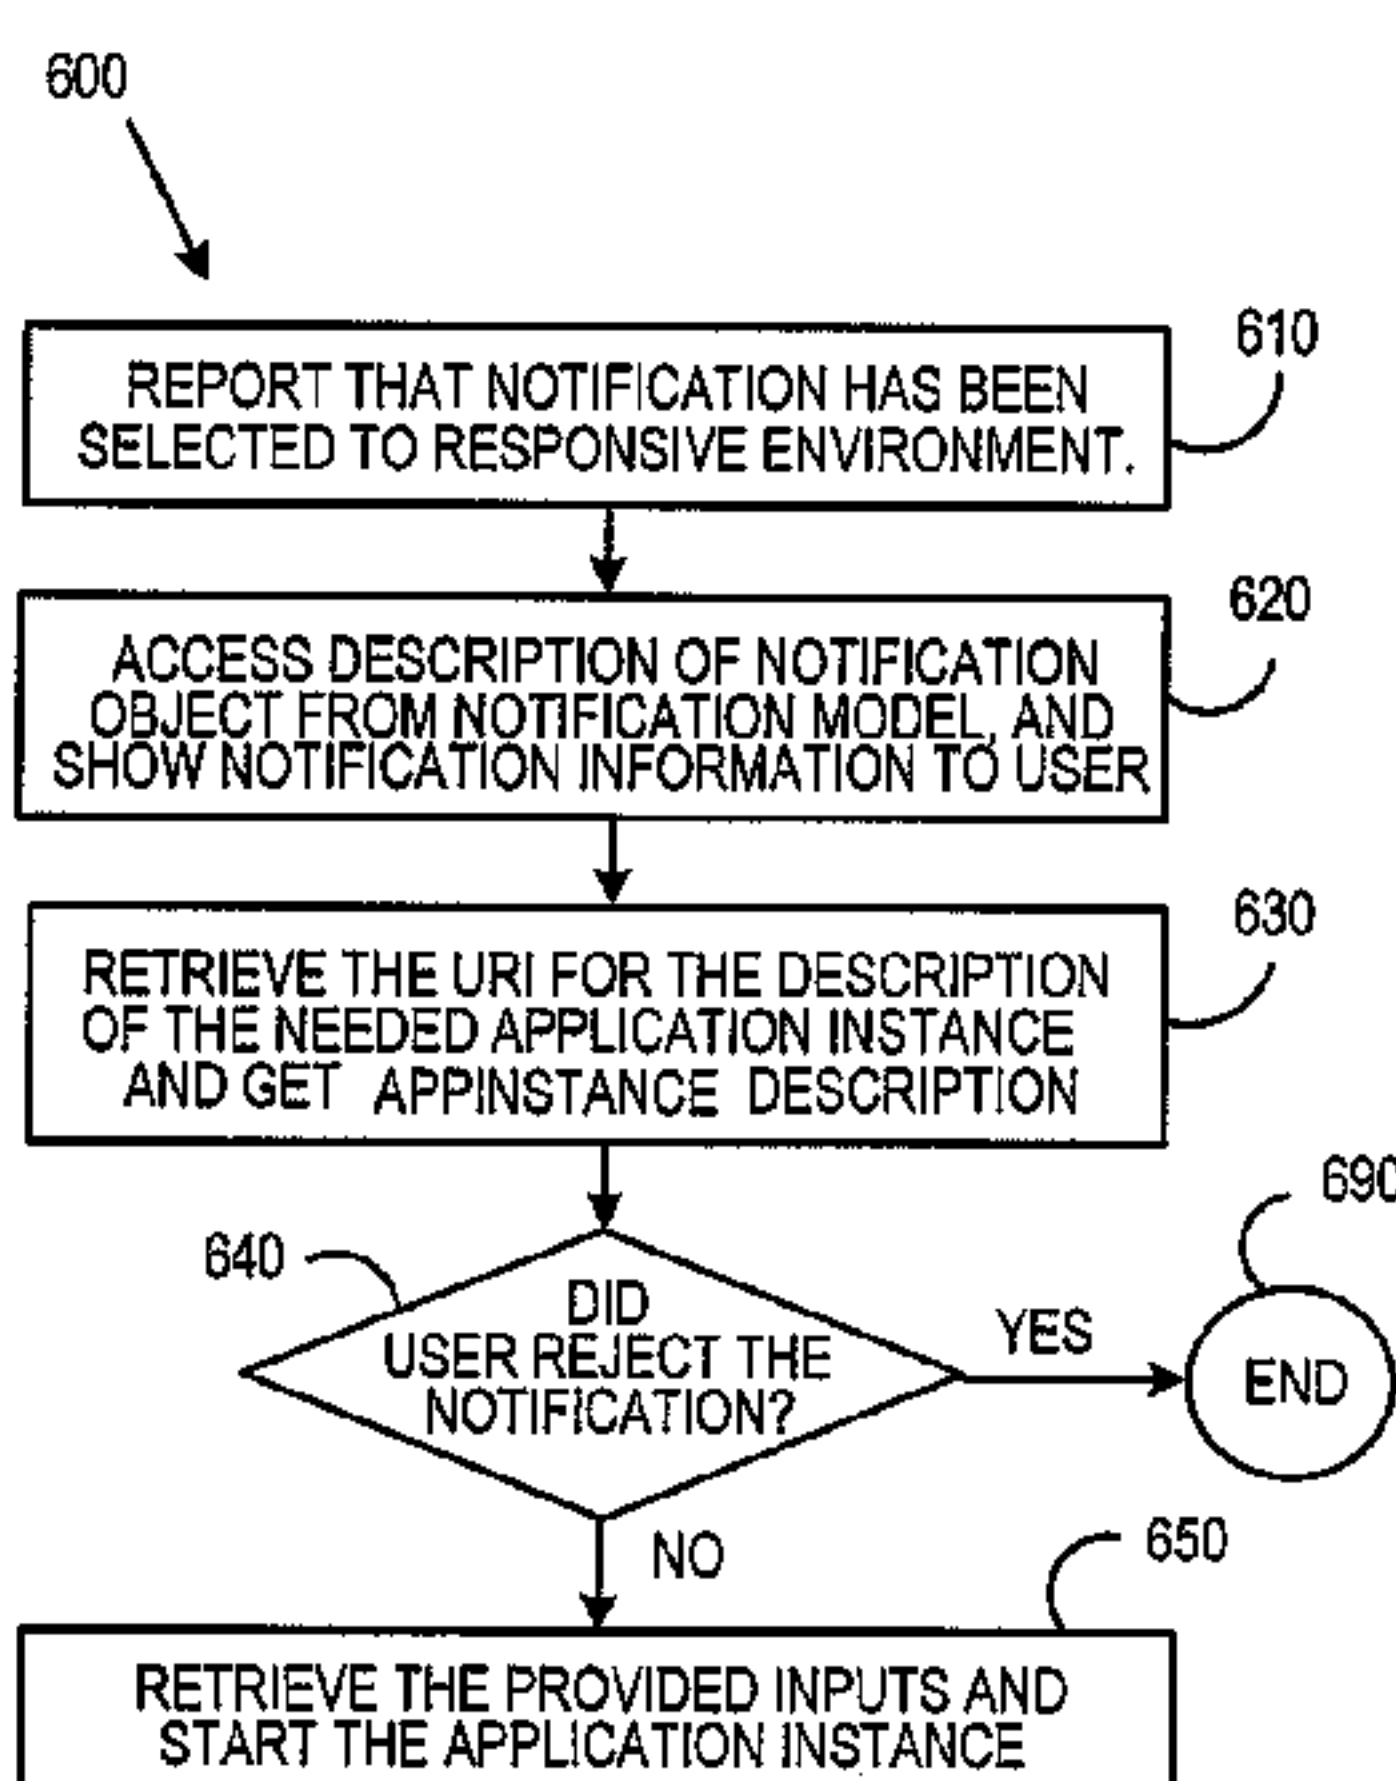 600
610
REPORT THAT NOTIFICATION HAS BEEN
SELECTED TO RESPONSIVE ENVIRONMENT.
620
ACCESS DESCRIPTION OF NOTIFICATION
OBJECT FROM NOTIFICATION MODEL, AND
SHOW NOTIFICATION INFORMATION TO USER
630
RETRIEVE THE URI FOR THE DESCRIPTION
OF THE NEEDED APPLICATION INSTANCE
AND GET APPINSTANCE DESCRIPTION
690
640
DID
USER REJECT THE
NOTIFICATION?
YES
END
NO
650
RETRIEVE THE PROVIDED INPUTS AND
START THE APPLICATION INSTANCE